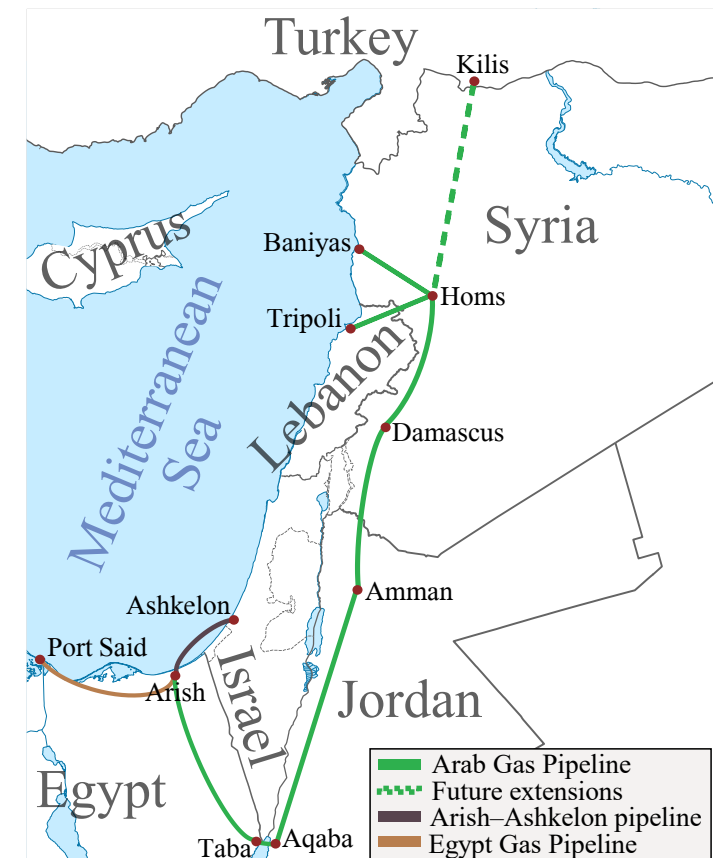 Turkey
Kilis
Cyprus
Syria
Baniyas
Homs
Tripoli
Mediterranean
Sea
Lebanon
Damascus
Amman
Ashkelon
Port Said
Arish
Israel
Jordan
Egypt
Taba
Aqaba
Arab Gas Pipeline
Future extensions
Arish–Ashkelon pipeline
Egypt Gas Pipeline